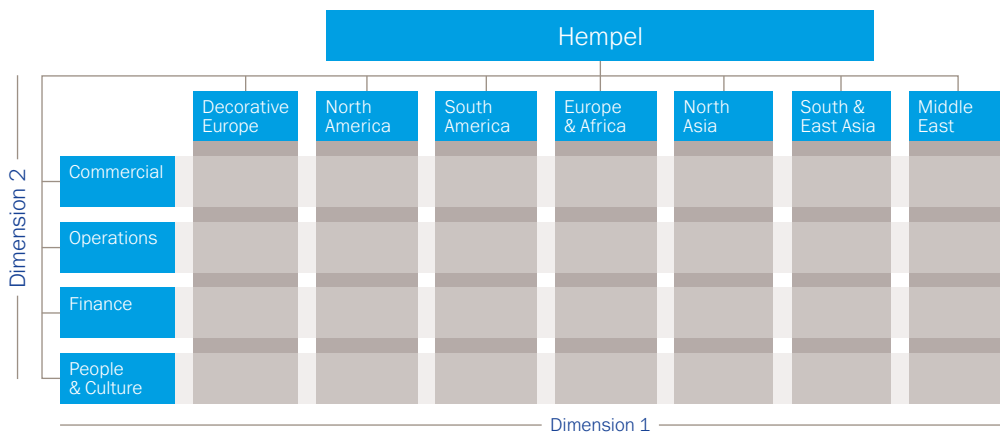 Hempel
Decorative
Europe
North
America
South
America
Europe
& Africa
North
Asia
South &
East Asia
Middle
East
Dimension 2
Commercial
Operations
Finance
People
& Culture
Dimension 1